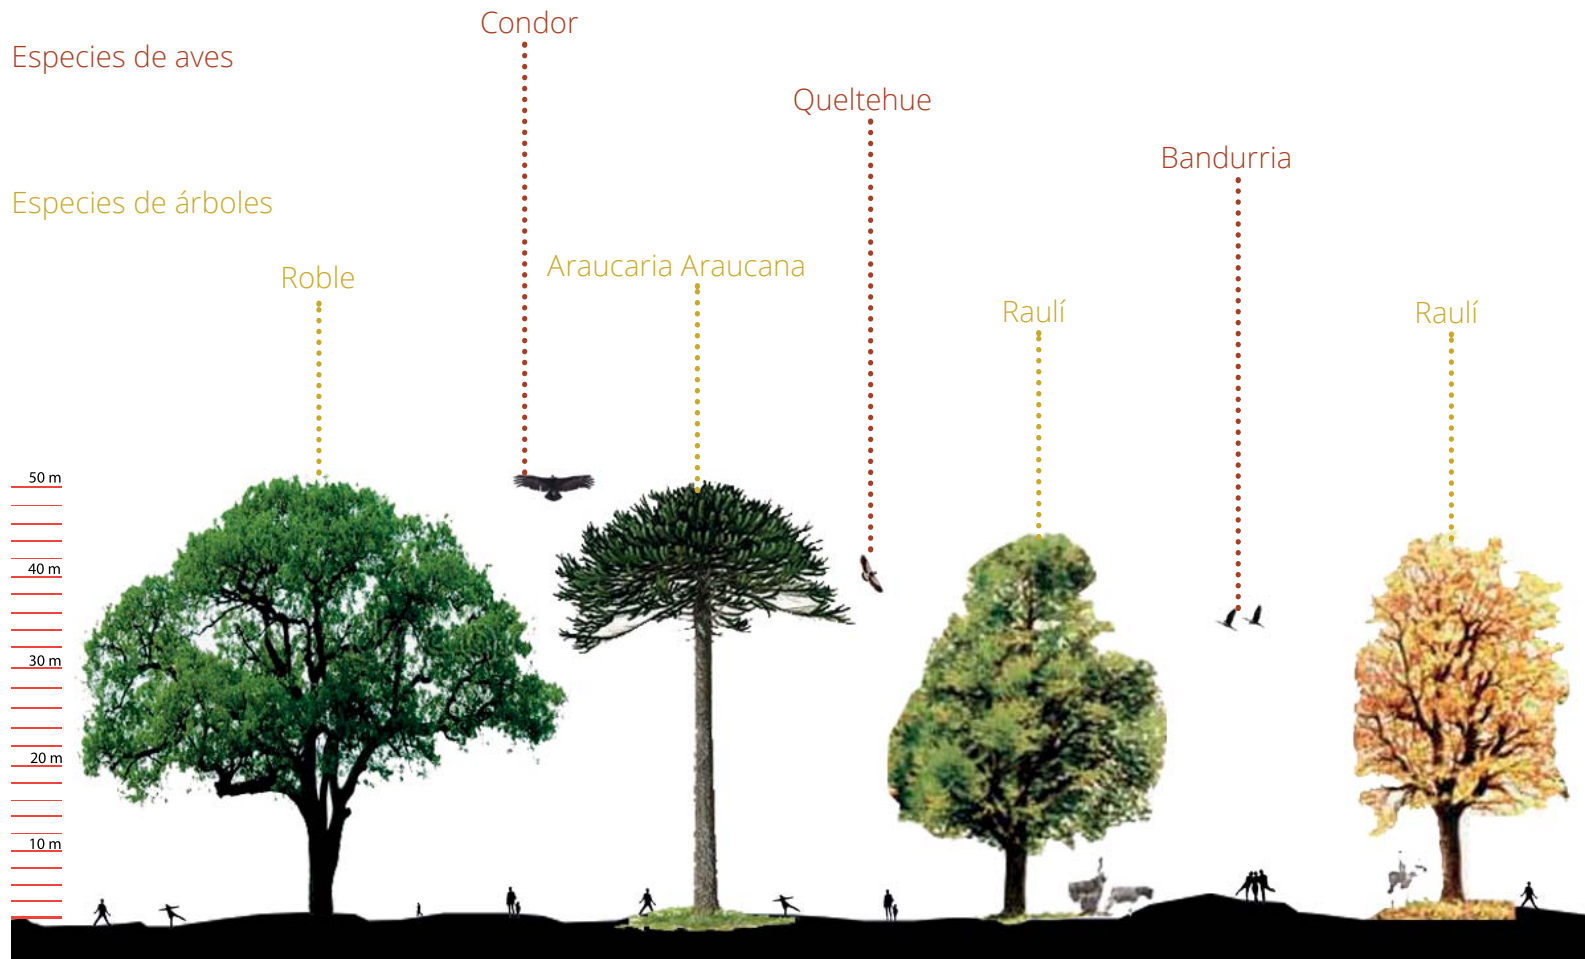 Condor
Especies de aves
Queltehue
Bandurria
Especies de árboles
Roble
Araucaria Araucana
Raulí
Raulí
50 m
40 m
30 m
20 m
10 m